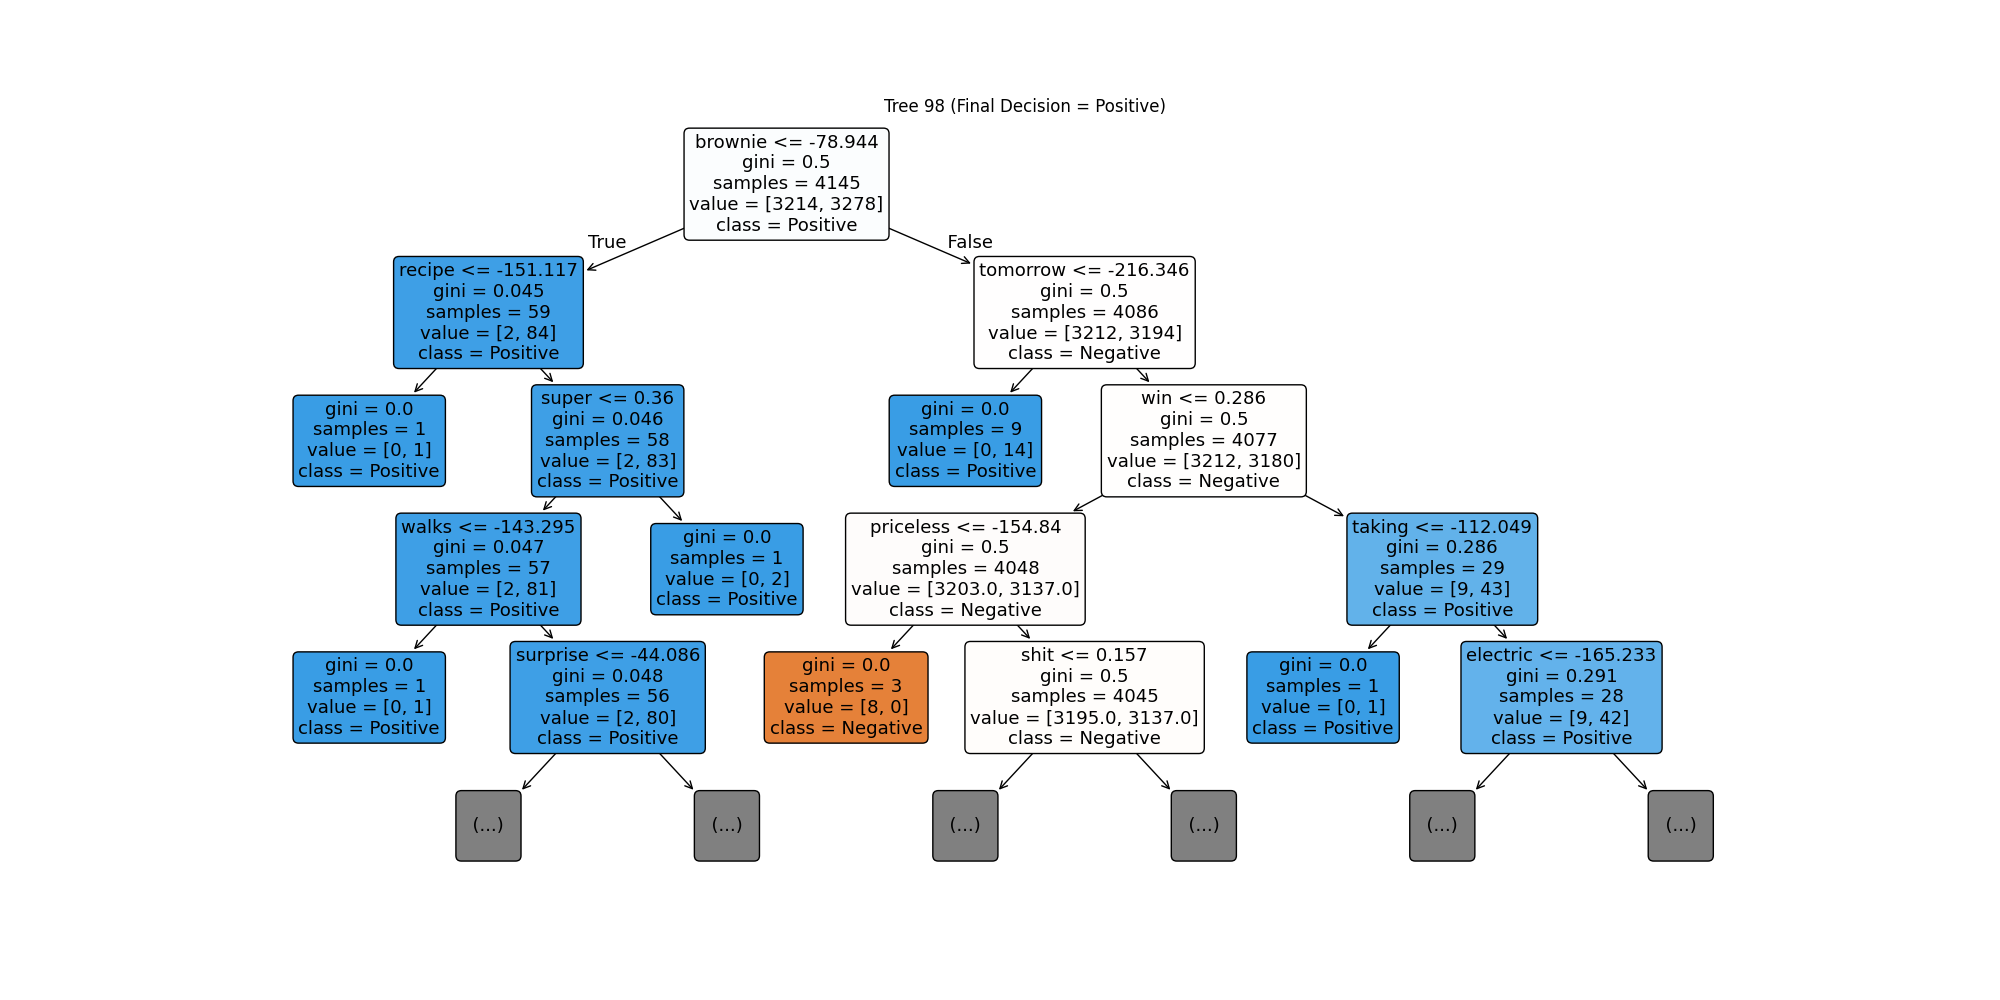 Tree 98 (Final Decision = Positive)
brownie <= -78.944
gini = 0.5
samples = 4145
value = [3214, 3278]
class = Positive
True
False
recipe <= -151.117
gini = 0.045
samples = 59
value = [2, 84]
class = Positive
tomorrow <= -216.346
gini = 0.5
samples = 4086
value = [3212, 3194]
class = Negative
gini = 0.0
samples = 1
value = [0, 1]
class = Positive
super <= 0.36
gini = 0.046
samples = 58
value = [2, 83]
class = Positive
gini = 0.0
samples = 9
value = [0, 14]
class = Positive
win <= 0.286
gini = 0.5
samples = 4077
value = [3212, 3180]
class = Negative
walks <= -143.295
gini = 0.047
samples = 57
value = [2, 81]
class = Positive
gini = 0.0
samples = 1
value = [0, 2]
class = Positive
priceless <= -154.84
gini = 0.5
samples = 4048
value = [3203.0, 3137.0]
class = Negative
taking <= -112.049
gini = 0.286
samples = 29
value = [9, 43]
class = Positive
gini = 0.0
samples = 1
value = [0, 1]
class = Positive
surprise <= -44.086
gini = 0.048
samples = 56
value = [2, 80]
class = Positive
gini = 0.0
samples = 3
value = [8, 0]
class = Negative
shit <= 0.157
gini = 0.5
samples = 4045
value = [3195.0, 3137.0]
class = Negative
gini = 0.0
samples = 1
value = [0, 1]
class = Positive
electric <= -165.233
gini = 0.291
samples = 28
value = [9, 42]
class = Positive
(...)
(...)
(...)
(...)
(...)
(...)